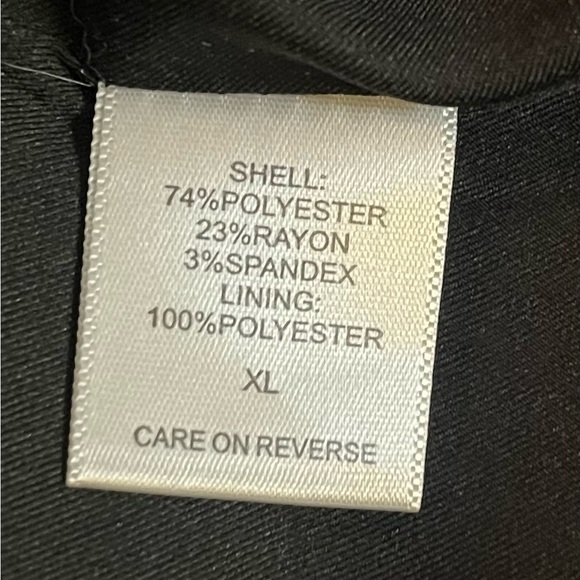 SHELL:
74%POLYESTER
23%RAYON
3%SPANDEX
LINING:
100%POLYESTER
XL
CARE ON REVERSE